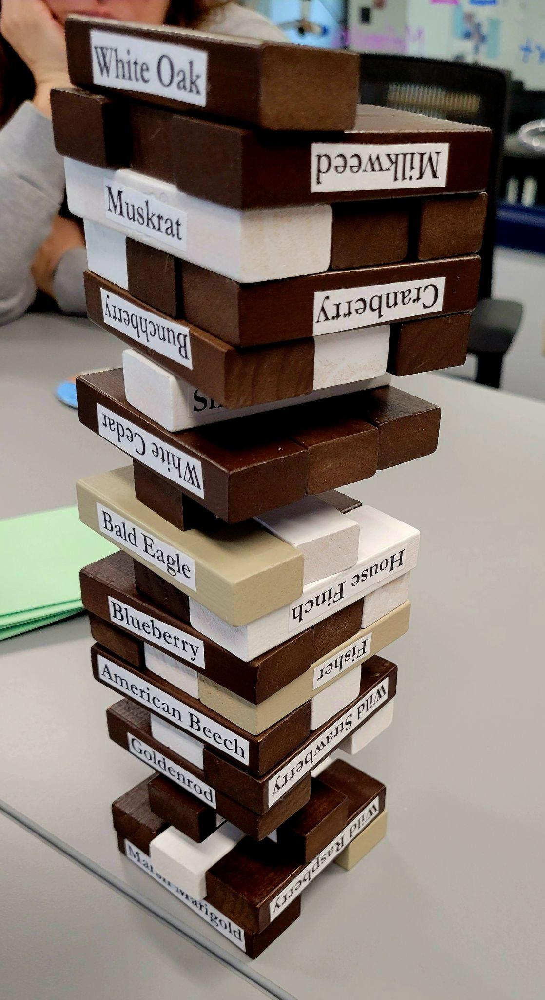 White Oak
Milkweed
Muskrat
Cranberry
Bunchberry
White Cedar
Bald Eagle
House Finch
Blueberry
Fisher
American Beech
Wild Strawberry
Goldenrod
Wild Raspberry
Marsh Marigold